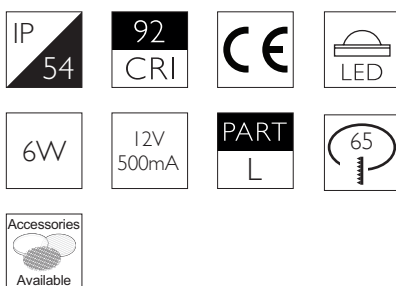 IP
54
92
CRI
CE
LED
6W
12V
500mA
PART
L
65
Accessories
Available